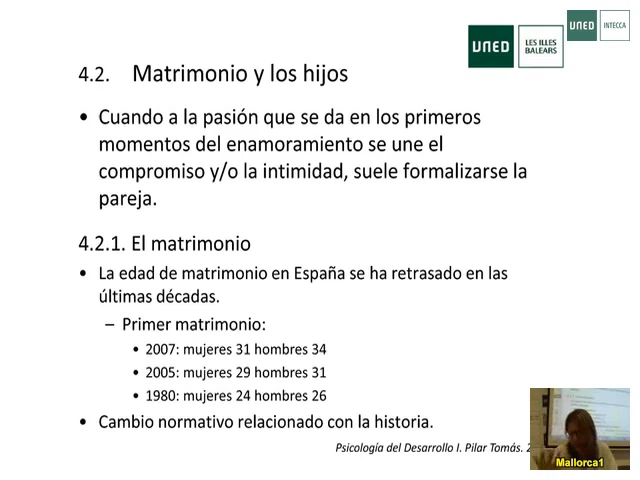 UNED
INTECCA
UNED
LES ILLES
BALEARS
4.2. Matrimonio y los hijos
• Cuando a la pasión que se da en los primeros
momentos del enamoramiento se une el
compromiso y/o la intimidad, suele formalizarse la
pareja.
4.2.1. El matrimonio
• La edad de matrimonio en España se ha retrasado en las
últimas décadas.
– Primer matrimonio:
• 2007: mujeres 31 hombres 34
• 2005: mujeres 29 hombres 31
• 1980: mujeres 24 hombres 26
• Cambio normativo relacionado con la historia.
Psicología del Desarrollo I. Pilar Tomás. 2
Mallorca1